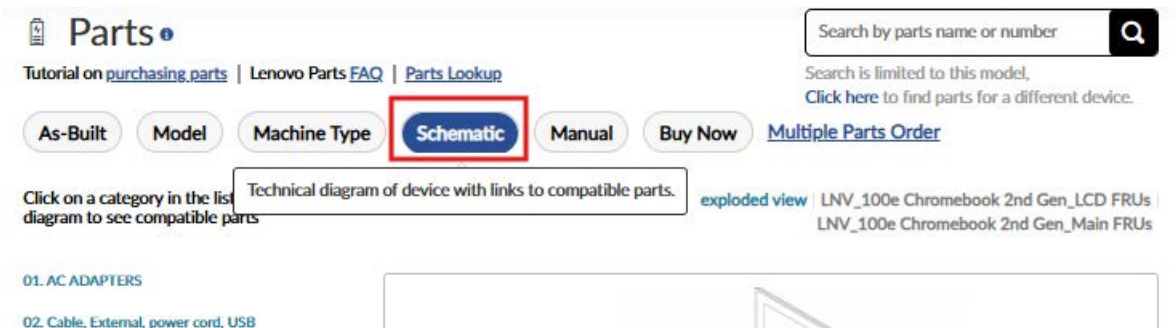 Parts
Search by parts name or number
Tutorial on purchasing parts | Lenovo Parts FAQ | Parts Lookup
Search is limited to this model,
Click here to find parts for a different device.
As-Built Model Machine Type Schematic Manual Buy Now Multiple Parts Order
Technical diagram of device with links to compatible parts.
Click on a category in the list
diagram to see compatible parts
exploded view | LNV_100e Chromebook 2nd Gen_LCD FRUs |
LNV_100e Chromebook 2nd Gen_Main FRUs
01. AC ADAPTERS
02. Cable, External, power cord, USB